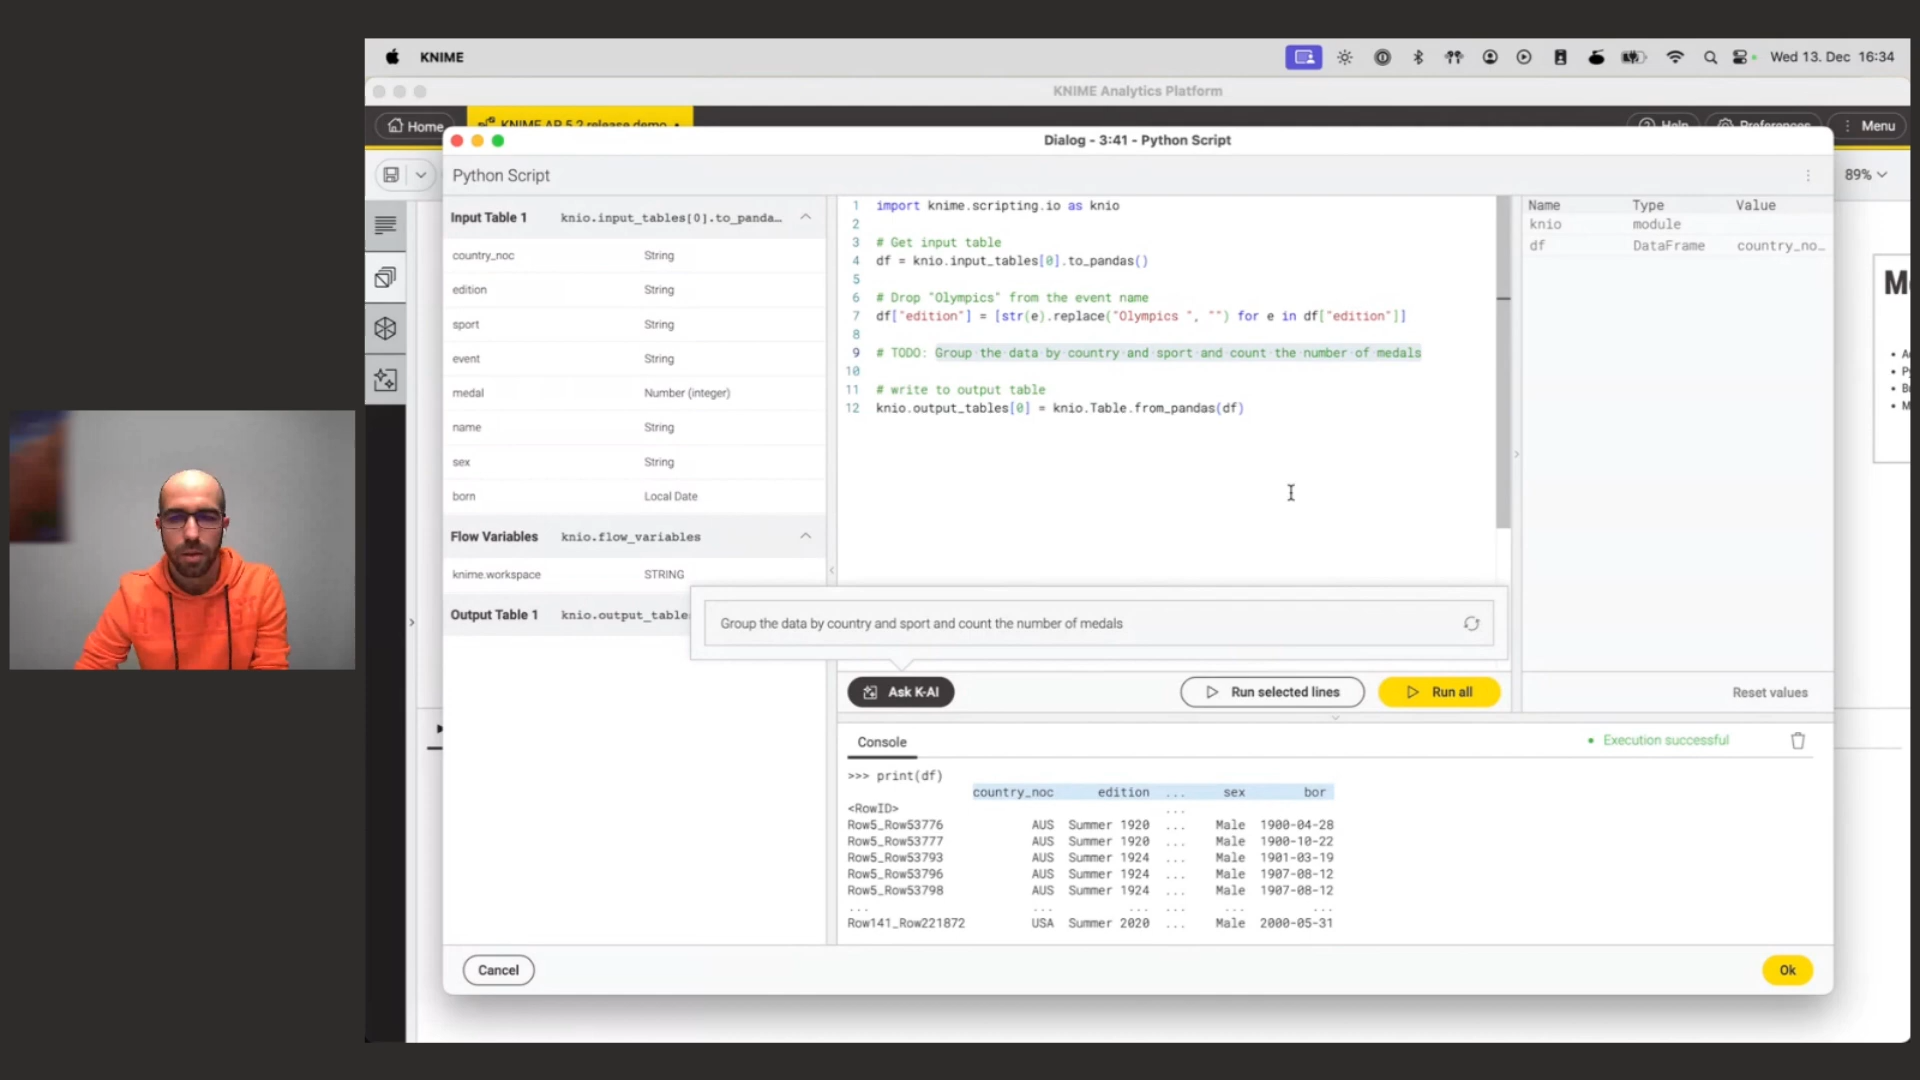 KNIME
Wed 13. Dec 16:34
KNIME Analytics Platform
Home
KNIME AP 5.2 release demo
Help
Preferences
Menu
Dialog - 3:41 - Python Script
Python Script
89%
Input Table 1 knio.input_tables[0].to_panda…
country_noc String
edition String
sport String
event String
medal Number (integer)
name String
sex String
born Local Date
Flow Variables knio.flow_variables
knime.workspace STRING
Output Table 1 knio.output_table
1 import knime.scripting.io as knio
2
3 # Get input table
4 df = knio.input_tables[0].to_pandas()
5
6 # Drop "Olympics" from the event name
7 df["edition"] = [str(e).replace("Olympics ", "") for e in df["edition"]]
8
9 # TODO: Group the data by country and sport and count the number of medals
10
11 # write to output table
12 knio.output_tables[0] = knio.Table.from_pandas(df)
Name Type Value
knio module
df DataFrame country_no…
Group the data by country and sport and count the number of medals
Ask K-AI
Run selected lines
Run all
Reset values
Console
Execution successful
>>> print(df)
country_noc edition ... sex bor
<RowID> ...
Row5_Row53776 AUS Summer 1920 ... Male 1900-04-28
Row5_Row53777 AUS Summer 1920 ... Male 1900-10-22
Row5_Row53793 AUS Summer 1924 ... Male 1901-03-19
Row5_Row53796 AUS Summer 1924 ... Male 1907-08-12
Row5_Row53798 AUS Summer 1924 ... Male 1907-08-12
... ... ... ... ... ...
Row141_Row221872 USA Summer 2020 ... Male 2000-05-31
Cancel
Ok